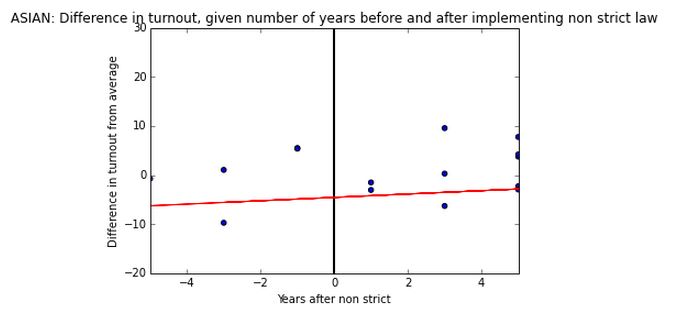 ASIAN: Difference in turnout, given number of years before and after implementing non strict law
30
20
10
0
−10
−20
Difference in turnout from average
−4 −2 0 2 4
Years after non strict